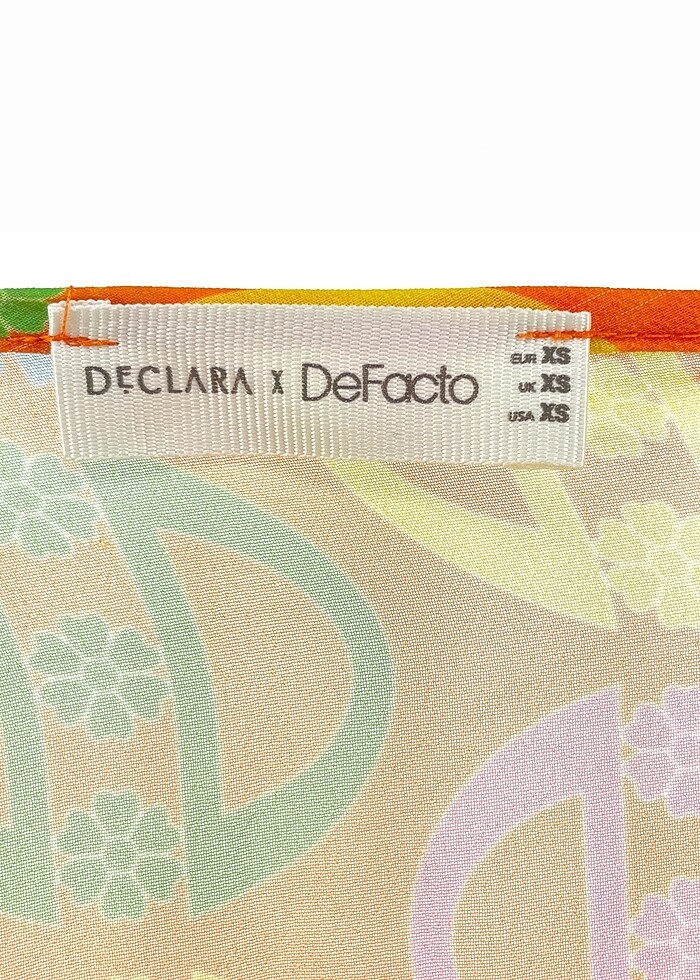 DECLARA X DeFacto
EUR XS
UK XS
USA XS